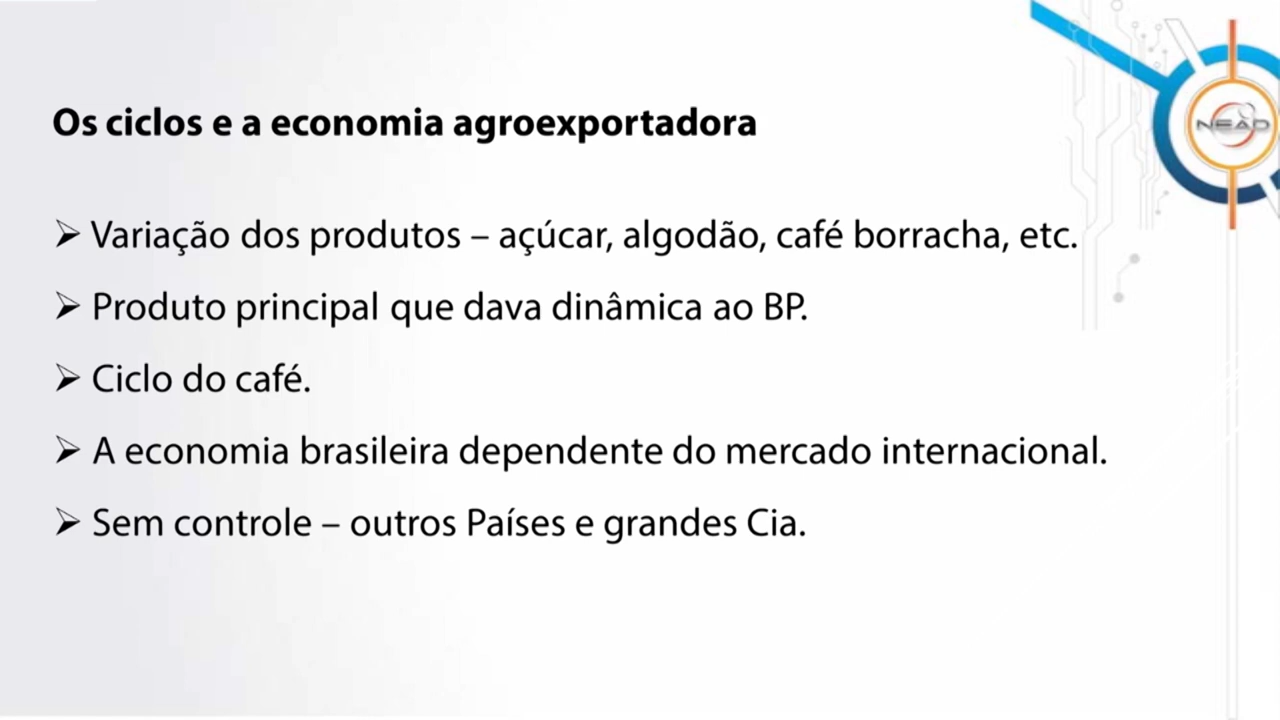 Os ciclos e a economia agroexportadora
NEAD
➢ Variação dos produtos – açúcar, algodão, café borracha, etc.
➢ Produto principal que dava dinâmica ao BP.
➢ Ciclo do café.
➢ A economia brasileira dependente do mercado internacional.
➢ Sem controle – outros Países e grandes Cia.